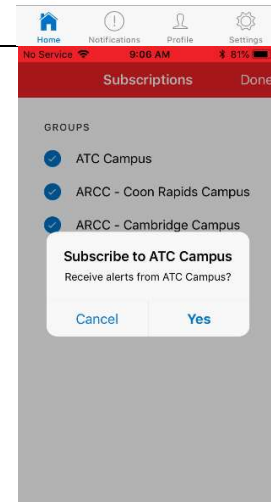 Home Notifications Profile Settings
No Service 9:06 AM 81%
Subscriptions Done
GROUPS
ATC Campus
ARCC - Coon Rapids Campus
ARCC - Cambridge Campus
Subscribe to ATC Campus
Receive alerts from ATC Campus?
Cancel Yes